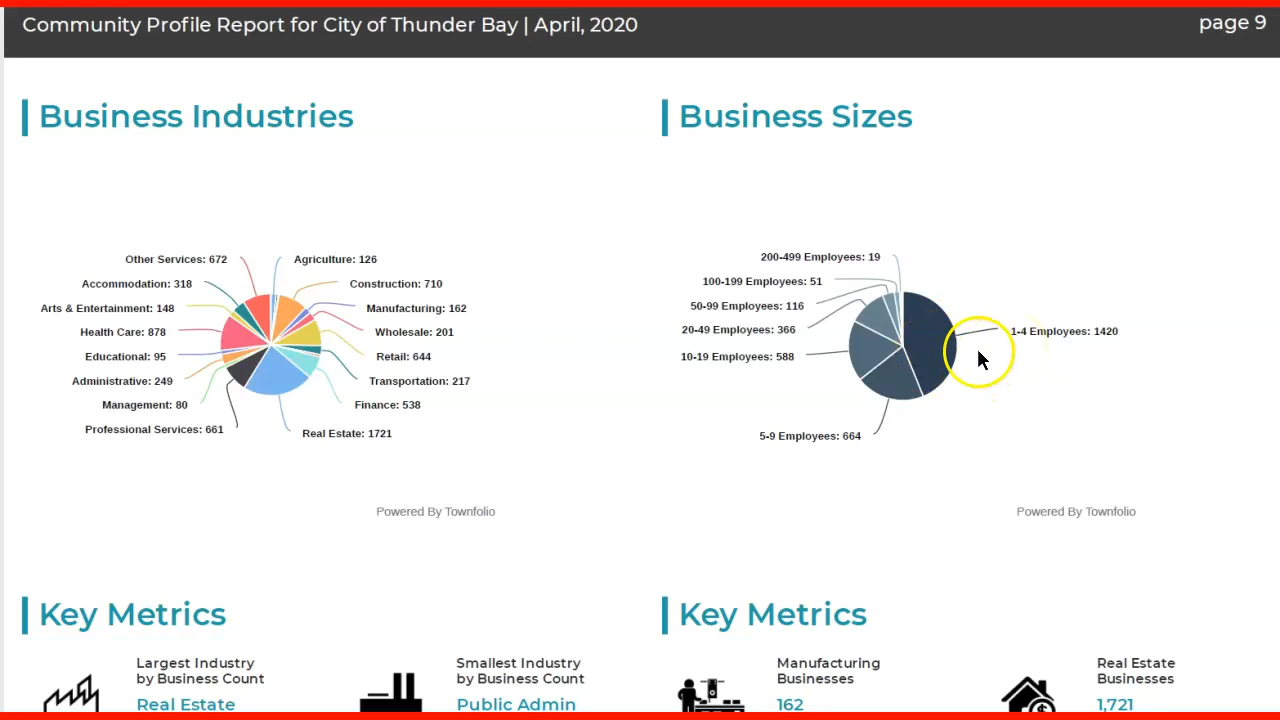 Community Profile Report for City of Thunder Bay | April, 2020
page 9
Business Industries
Other Services: 672
Agriculture: 126
Accommodation: 318
Construction: 710
Arts & Entertainment: 148
Manufacturing: 162
Health Care: 878
Wholesale: 201
Educational: 95
Retail: 644
Administrative: 249
Transportation: 217
Management: 80
Finance: 538
Professional Services: 661
Real Estate: 1721
Powered By Townfolio
Business Sizes
200-499 Employees: 19
100-199 Employees: 51
50-99 Employees: 116
20-49 Employees: 366
1-4 Employees: 1420
10-19 Employees: 588
5-9 Employees: 664
Powered By Townfolio
Key Metrics
Largest Industry
by Business Count
Real Estate
Smallest Industry
by Business Count
Public Admin
Key Metrics
Manufacturing
Businesses
162
Real Estate
Businesses
1,721